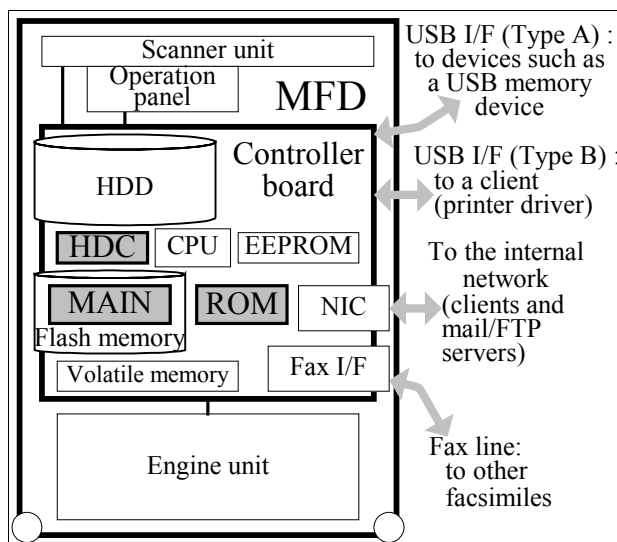 Scanner unit
Operation
panel
MFD
Controller
board
HDD
HDC
CPU
EEPROM
MAIN
Flash memory
ROM
NIC
Volatile memory
Fax I/F
Engine unit
USB I/F (Type A) :
to devices such as
a USB memory
device
USB I/F (Type B) :
to a client
(printer driver)
To the internal
network
(clients and
mail/FTP
servers)
Fax line:
to other
facsimiles